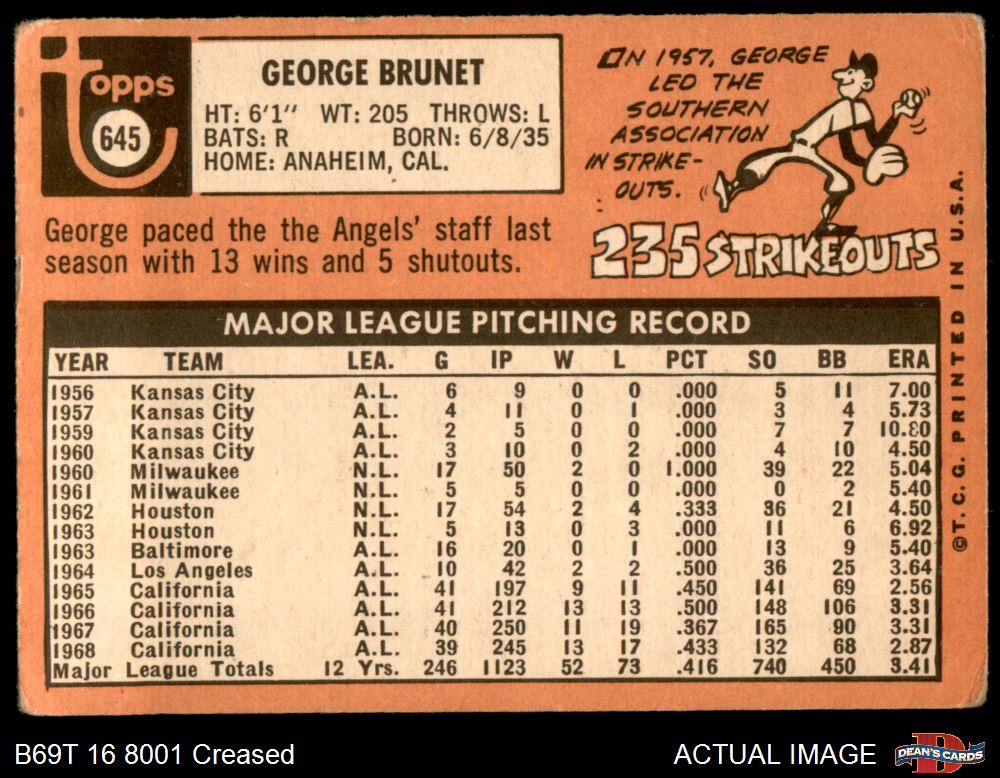 Topps
645
GEORGE BRUNET
HT: 6'1" WT: 205 THROWS: L
BATS: R BORN: 6/8/35
HOME: ANAHEIM, CAL.
George paced the the Angels' staff last
season with 13 wins and 5 shutouts.
ON 1957, GEORGE
LED THE
SOUTHERN
ASSOCIATION
IN STRIKE-
OUTS.
235 STRIKEOUTS
©T. C. G. PRINTED IN U.S.A.
MAJOR LEAGUE PITCHING RECORD
YEAR TEAM LEA. G IP W L PCT SO BB ERA
1956 Kansas City A.L. 6 9 0 0 .000 5 11 7.00
1957 Kansas City A.L. 4 11 0 1 .000 3 4 5.73
1959 Kansas City A.L. 2 5 0 0 .000 7 7 10.80
1960 Kansas City A.L. 3 10 0 2 .000 4 10 4.50
1960 Milwaukee N.L. 17 50 2 0 1.000 39 22 5.04
1961 Milwaukee N.L. 5 5 0 0 .000 0 2 5.40
1962 Houston N.L. 17 54 2 4 .333 36 21 4.50
1963 Houston N.L. 5 13 0 3 .000 11 6 6.92
1963 Baltimore A.L. 16 20 0 1 .000 13 9 5.40
1964 Los Angeles A.L. 10 42 2 2 .500 36 25 3.64
1965 California A.L. 41 197 9 11 .450 141 69 2.56
1966 California A.L. 41 212 13 13 .500 148 106 3.31
1967 California A.L. 40 250 11 19 .367 165 90 3.31
1968 California A.L. 39 245 13 17 .433 132 68 2.87
Major League Totals 12 Yrs. 246 1123 52 73 .416 740 450 3.41
B69T 16 8001 Creased
ACTUAL IMAGE
DEAN'S CARDS